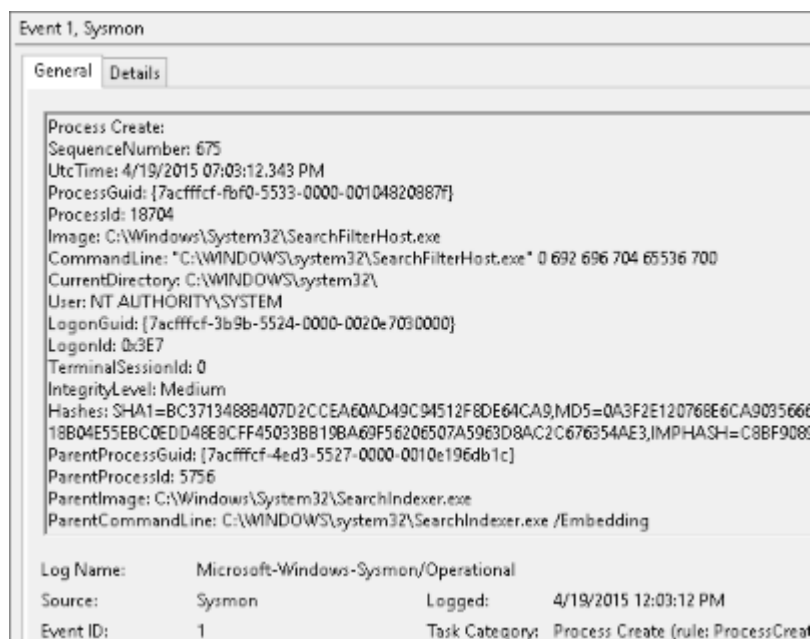 Event 1, Sysmon
General Details
Process Create:
SequenceNumber: 675
UtcTime: 4/19/2015 07:03:12.343 PM
ProcessGuid: {7acfffcf-fbf0-5533-0000-00104820887f}
ProcessId: 18704
Image: C:\Windows\System32\SearchFilterHost.exe
CommandLine: "C:\WINDOWS\system32\SearchFilterHost.exe" 0 692 696 704 65536 700
CurrentDirectory: C:\WINDOWS\system32\
User: NT AUTHORITY\SYSTEM
LogonGuid: {7acfffcf-3b9b-5524-0000-0020e7030000}
LogonId: 0x3E7
TerminalSessionId: 0
IntegrityLevel: Medium
Hashes: SHA1=BC3713488B407D2CCEA60AD49C94512F8DE64CA9,MD5=0A3F2E120768E6CA9035666
18B04E55EBC0EDD48E8CFF45033BB19BA69F56206507A5963D8AC2C676354AE3,IMPHASH=C8BF9089
ParentProcessGuid: {7acfffcf-4ed3-5527-0000-0010e196db1c}
ParentProcessId: 5756
ParentImage: C:\Windows\System32\SearchIndexer.exe
ParentCommandLine: C:\WINDOWS\system32\SearchIndexer.exe /Embedding
Log Name: Microsoft-Windows-Sysmon/Operational
Source: Sysmon Logged: 4/19/2015 12:03:12 PM
Event ID: 1 Task Category: Process Create (rule: ProcessCreat